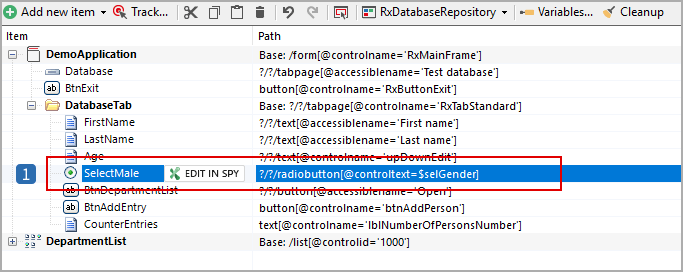 Add new item Track... RxDatabaseRepository Variables... Cleanup
Item Path
DemoApplication Base: /form[@controlname='RxMainFrame']
Database ?/?/tabpage[@accessiblename='Test database']
BtnExit button[@controlname='RxButtonExit']
DatabaseTab Base: ?/?/tabpage[@controlname='RxTabStandard']
FirstName ?/?/text[@accessiblename='First name']
LastName ?/?/text[@accessiblename='Last name']
Age ?/?/text[@controlname='upDownEdit']
1 SelectMale EDIT IN SPY ?/?/radiobutton[@controltext=$selGender]
BtnDepartmentList ?/?/button[@accessiblename='Open']
BtnAddEntry button[@controlname='btnAddPerson']
CounterEntries text[@controlname='lblNumberOfPersonsNumber']
DepartmentList Base: /list[@controlid='1000']